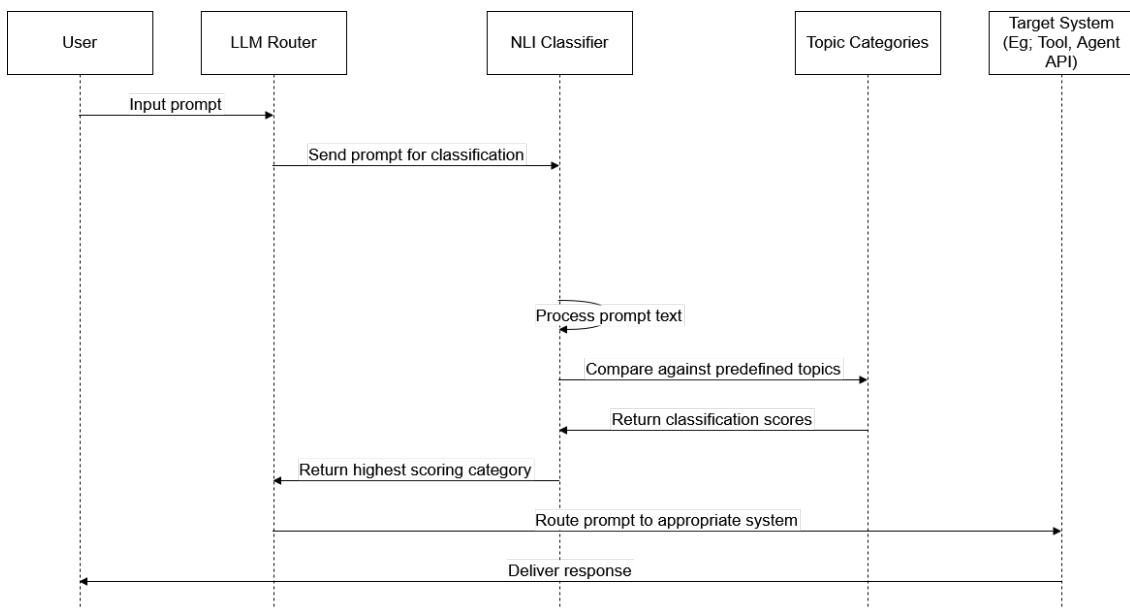 User
LLM Router
NLI Classifier
Topic Categories
Target System
(Eg; Tool, Agent
API)
Input prompt
Send prompt for classification
Process prompt text
Compare against predefined topics
Return classification scores
Return highest scoring category
Route prompt to appropriate system
Deliver response